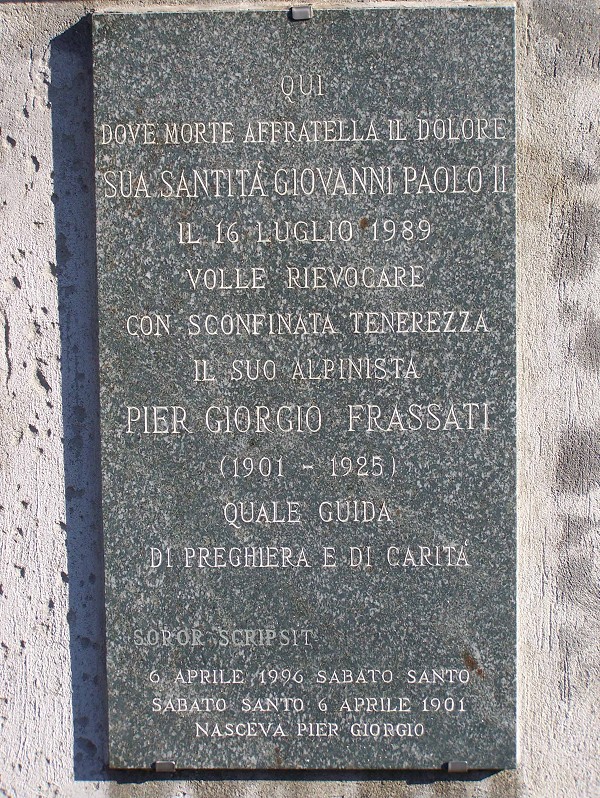 QUI
DOVE MORTE AFFRATELLA IL DOLORE
SUA SANTITÁ GIOVANNI PAOLO II
IL 16 LUGLIO 1989
VOLLE RIEVOCARE
CON SCONFINATA TENEREZZA
IL SUO ALPINISTA
PIER GIORGIO FRASSATI
(1901 - 1925)
QUALE GUIDA
DI PREGHIERA E DI CARITÁ
SOROR SCRIPSIT
6 APRILE 1996 SABATO SANTO
SABATO SANTO 6 APRILE 1901
NASCEVA PIER GIORGIO